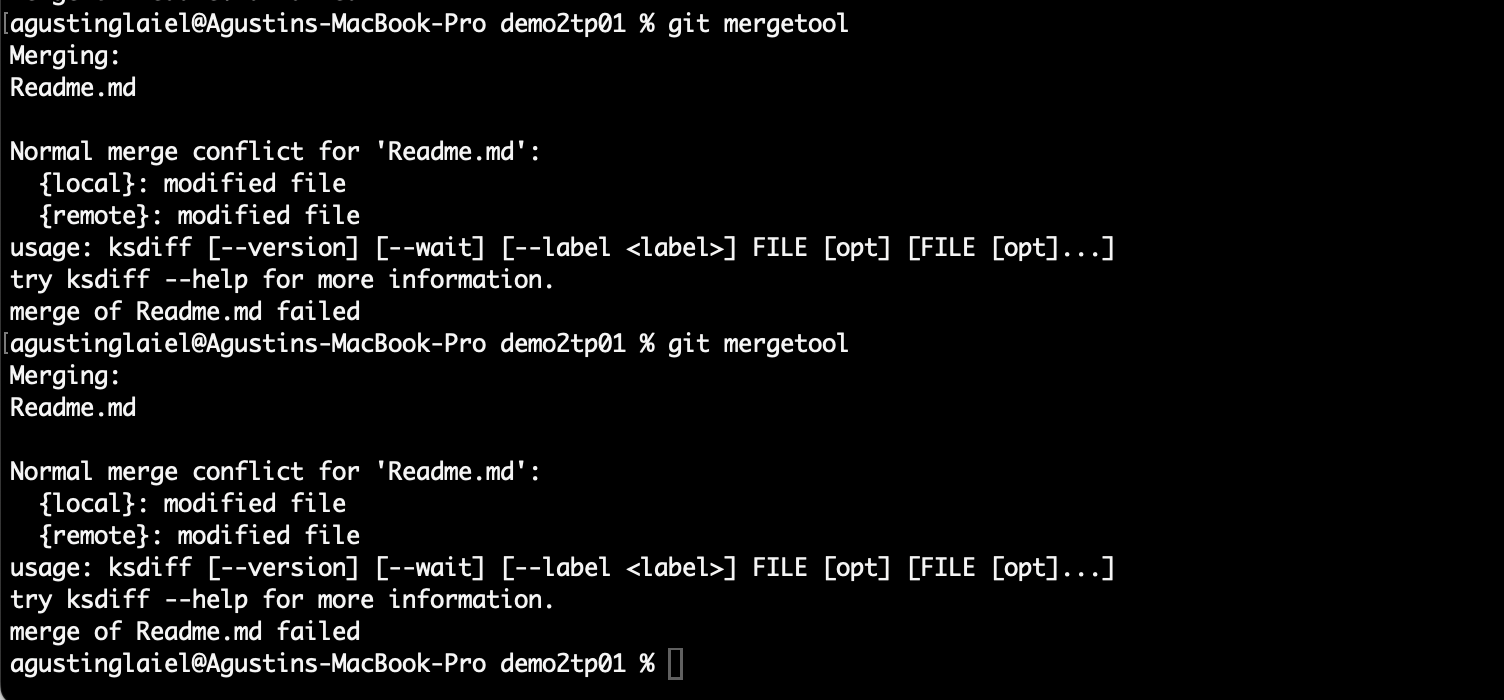 [agustinglaiel@Agustins-MacBook-Pro demo2tp01 % git mergetool
Merging:
Readme.md
Normal merge conflict for 'Readme.md':
  {local}: modified file
  {remote}: modified file
usage: ksdiff [--version] [--wait] [--label <label>] FILE [opt] [FILE [opt]...]
try ksdiff --help for more information.
merge of Readme.md failed
[agustinglaiel@Agustins-MacBook-Pro demo2tp01 % git mergetool
Merging:
Readme.md
Normal merge conflict for 'Readme.md':
  {local}: modified file
  {remote}: modified file
usage: ksdiff [--version] [--wait] [--label <label>] FILE [opt] [FILE [opt]...]
try ksdiff --help for more information.
merge of Readme.md failed
agustinglaiel@Agustins-MacBook-Pro demo2tp01 %